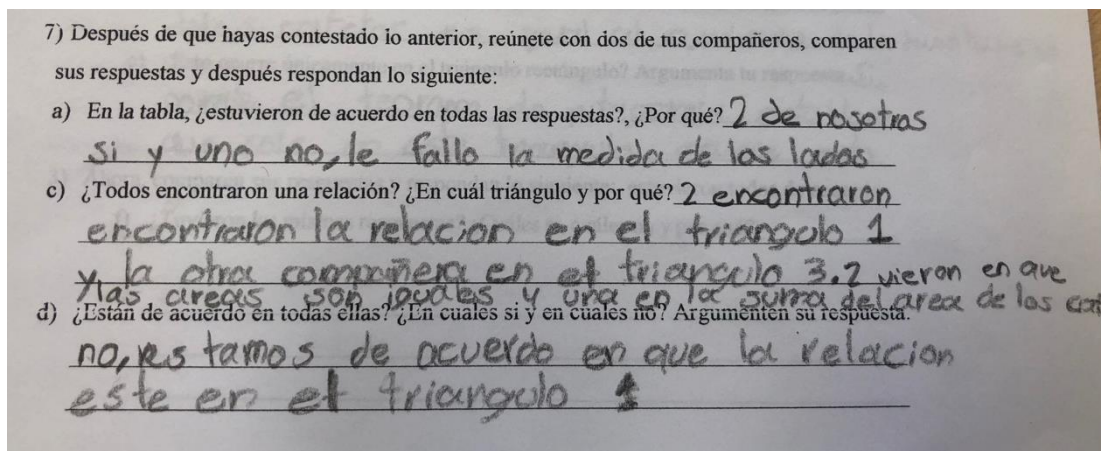 7) Después de que hayas contestado lo anterior, reúnete con dos de tus compañeros, comparen
sus respuestas y después respondan lo siguiente:
a) En la tabla, ¿estuvieron de acuerdo en todas las respuestas?, ¿Por qué? 2 de nosotras
si y uno no, le fallo la medida de los lados
c) ¿Todos encontraron una relación? ¿En cuál triángulo y por qué? 2 encontraron
encontraron la relacion en el triangulo 1
y la otra compañera en el triangulo 3.2 vieron en que
las areas son iguales y una en la suma del area de los
d) ¿Están de acuerdo en todas ellas? ¿En cuáles si y en cuáles no? Argumenten su respuesta.
no, estamos de acuerdo en que la relacion
este en el triangulo 1